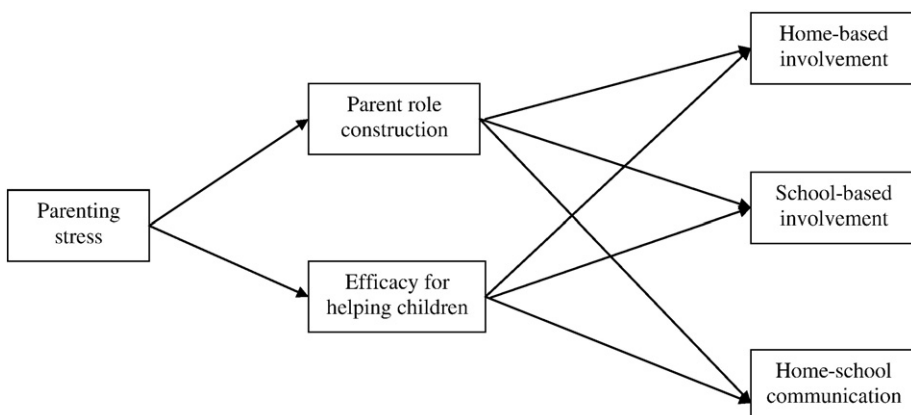 Home-based
involvement
Parent role
construction
Parenting
stress
School-based
involvement
Efficacy for
helping children
Home-school
communication